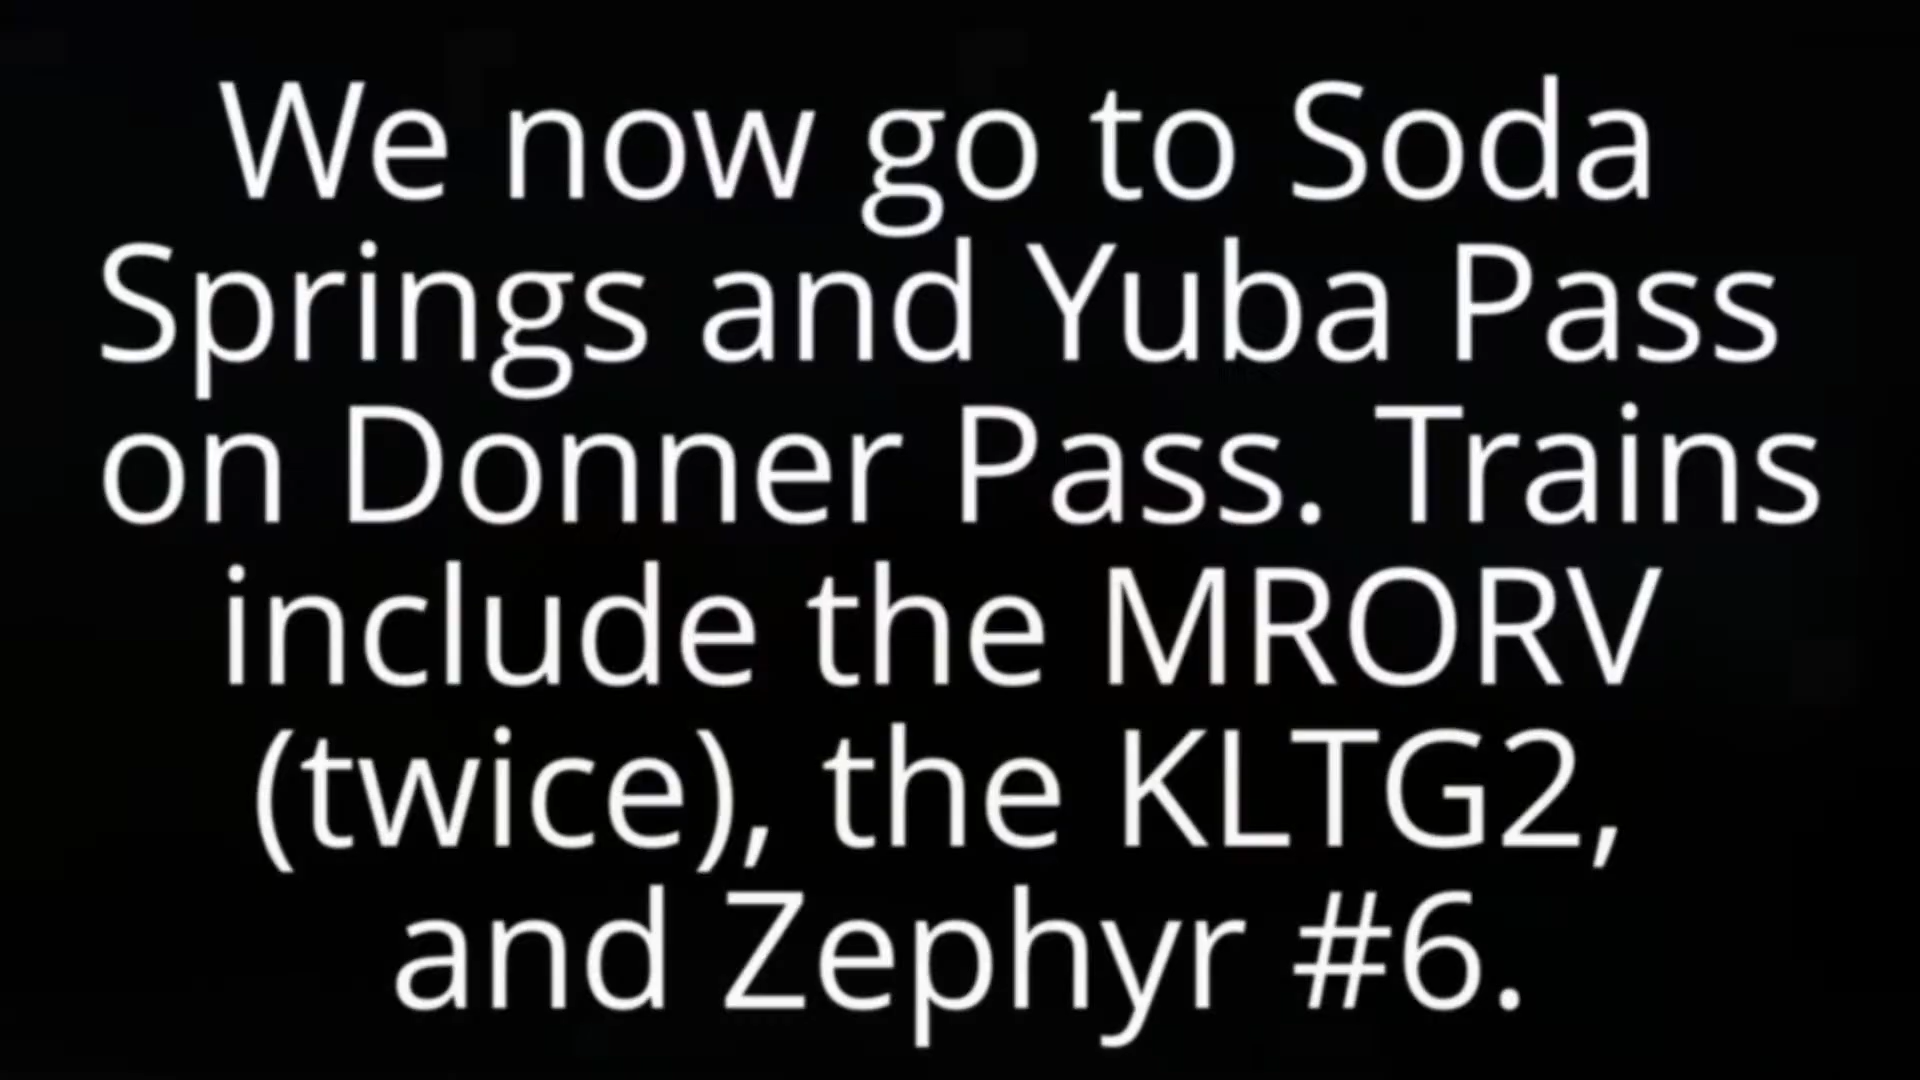 We now go to Soda
Springs and Yuba Pass
on Donner Pass. Trains
include the MRORV
(twice), the KLTG2,
and Zephyr #6.